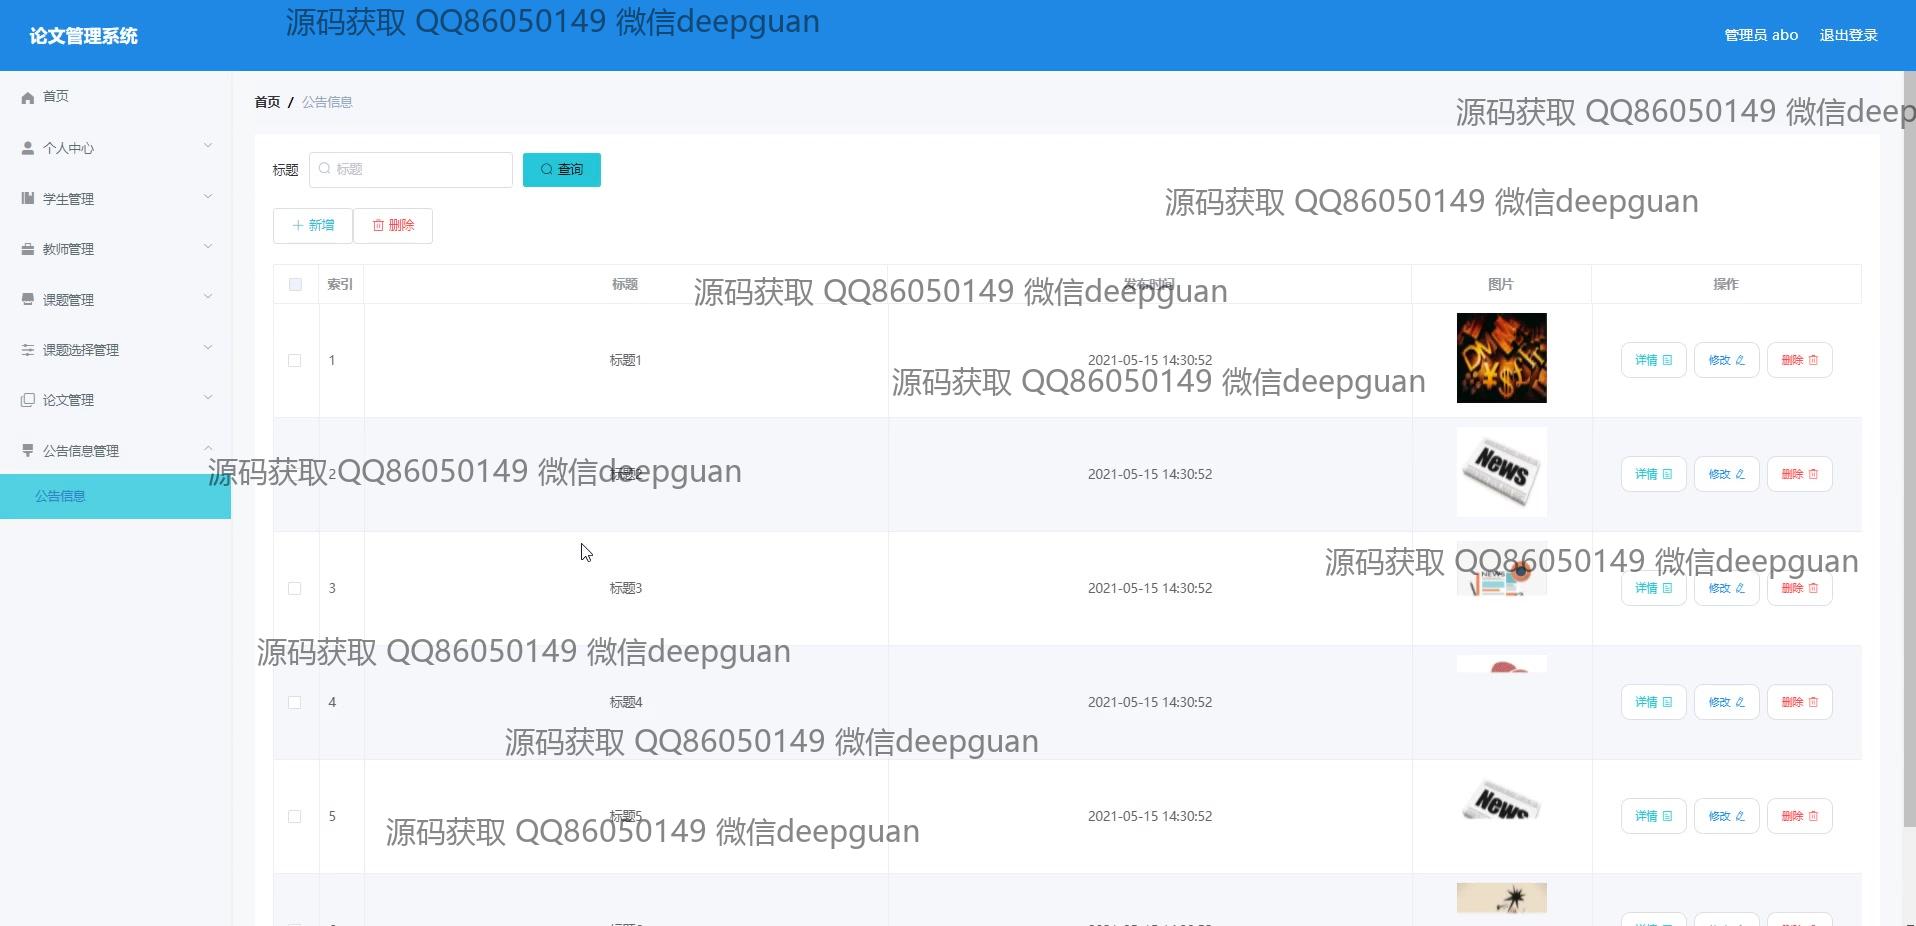 论文管理系统
源码获取 QQ86050149 微信deepguan
管理员 abo 退出登录
首页
个人中心
学生管理
教师管理
课题管理
课题选择管理
论文管理
公告信息管理
公告信息
首页 / 公告信息
源码获取 QQ86050149 微信deep
标题 标题 查询
源码获取 QQ86050149 微信deepguan
新增 删除
索引 标题 发布时间 图片 操作
源码获取 QQ86050149 微信deepguan
1 标题1 2021-05-15 14:30:52 详情 修改 删除
源码获取 QQ86050149 微信deepguan
2 标题2 2021-05-15 14:30:52 News 详情 修改 删除
源码获取 QQ86050149 微信deepguan
源码获取 QQ86050149 微信deepguan
3 标题3 2021-05-15 14:30:52 NEWS 详情 修改 删除
源码获取 QQ86050149 微信deepguan
4 标题4 2021-05-15 14:30:52 详情 修改 删除
源码获取 QQ86050149 微信deepguan
5 标题5 2021-05-15 14:30:52 News 详情 修改 删除
源码获取 QQ86050149 微信deepguan